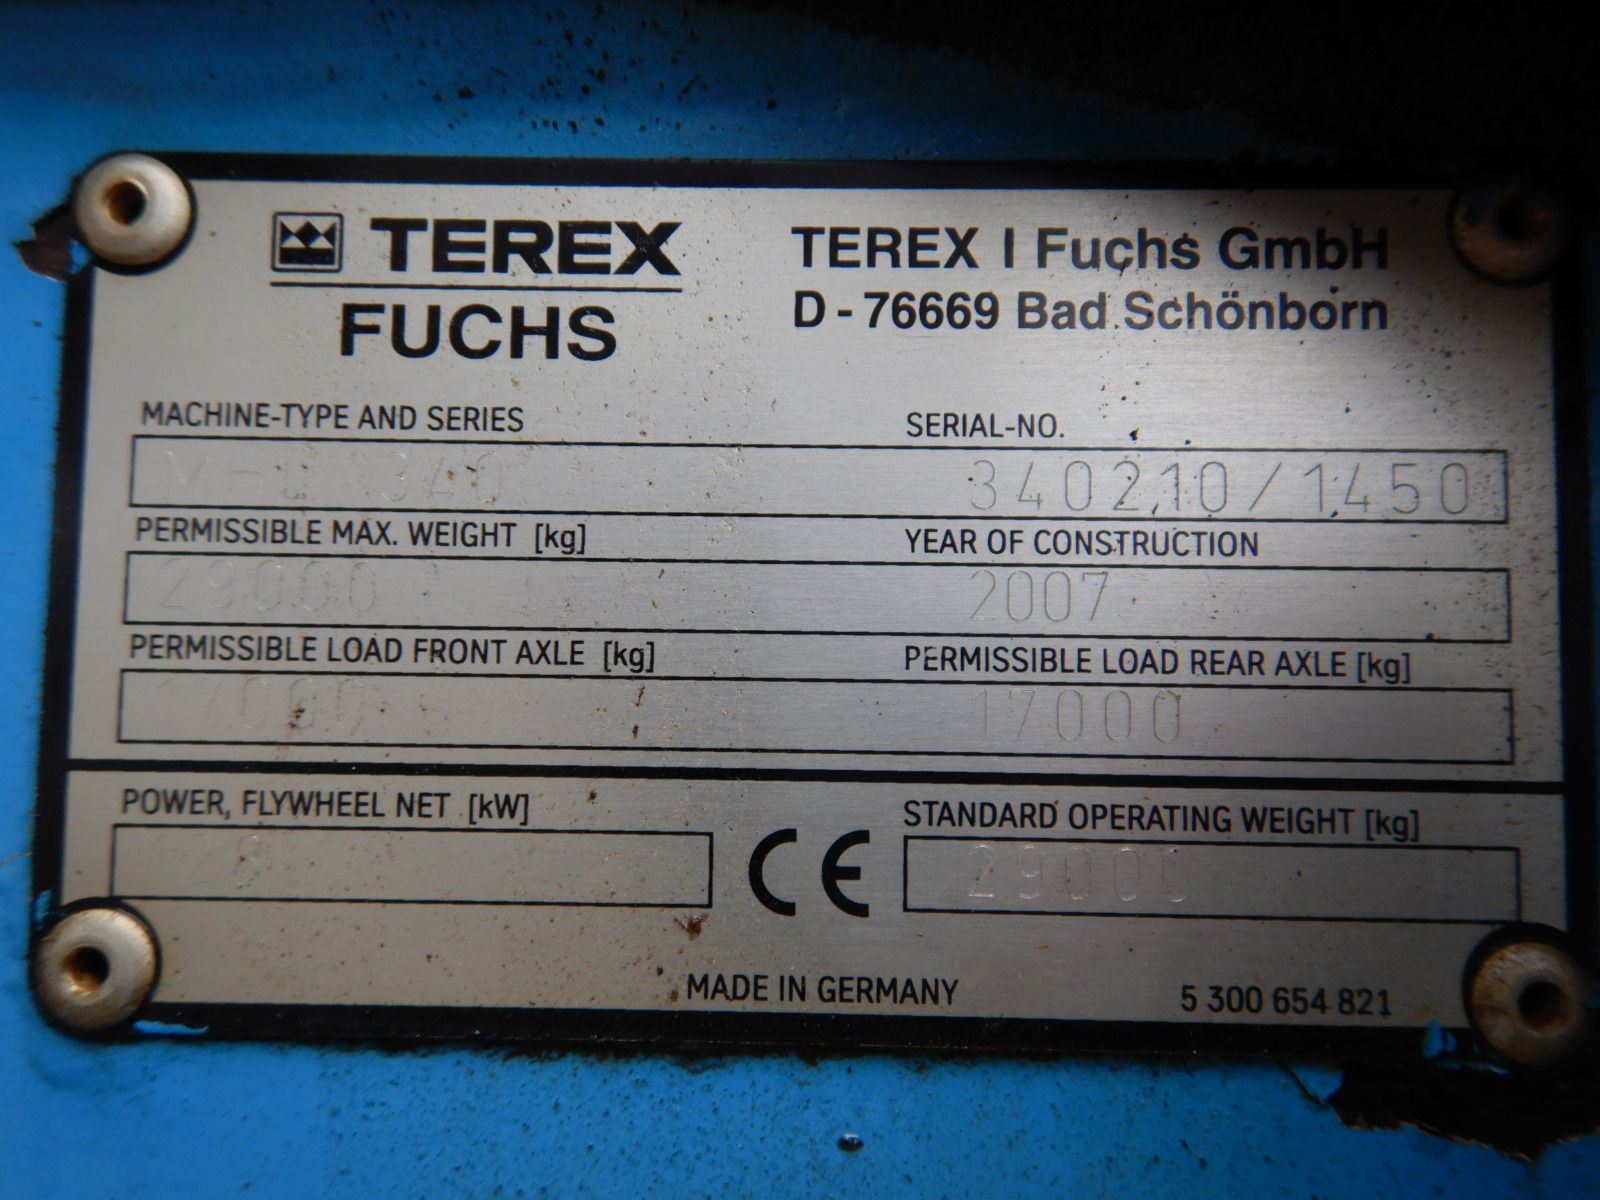 TEREX
FUCHS
TEREX I Fuchs GmbH
D-76669 Bad Schönborn
MACHINE-TYPE AND SERIES
SERIAL-NO.
340210/1450
PERMISSIBLE MAX. WEIGHT [kg]
YEAR OF CONSTRUCTION
29000
2007
PERMISSIBLE LOAD FRONT AXLE [kg]
PERMISSIBLE LOAD REAR AXLE [kg]
17000
17000
POWER, FLYWHEEL NET [kW]
STANDARD OPERATING WEIGHT [kg]
CE
29000
MADE IN GERMANY
5 300 654 821